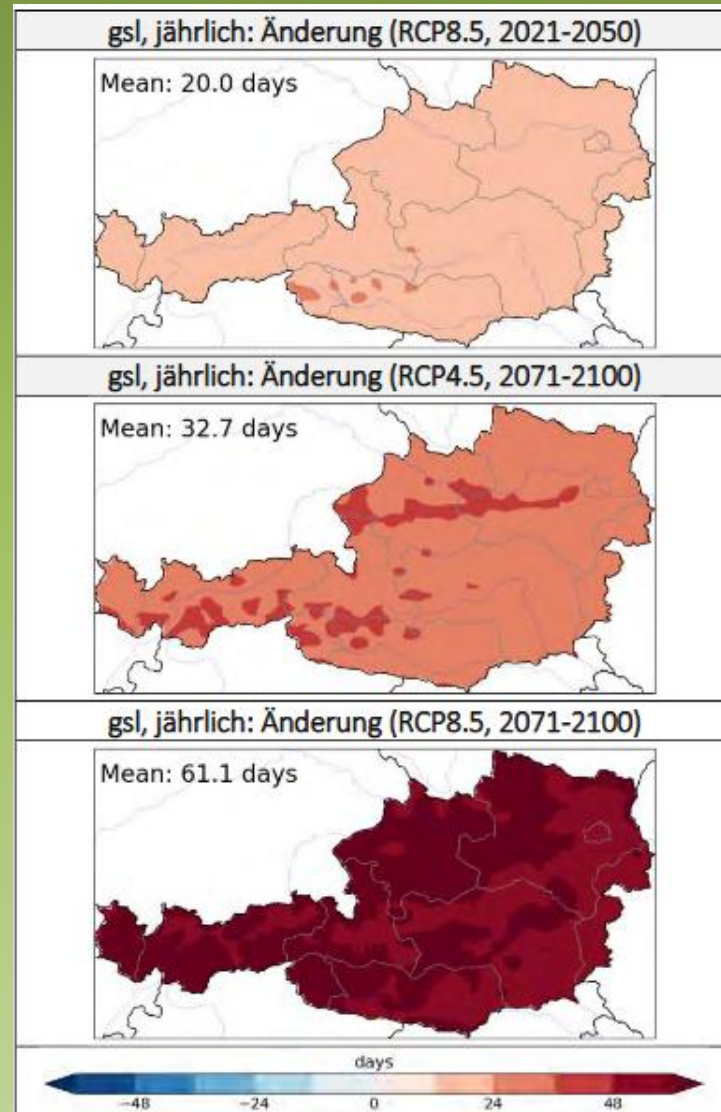 gsl, jährlich: Änderung (RCP8.5, 2021-2050)
Mean: 20.0 days
gsl, jährlich: Änderung (RCP4.5, 2071-2100)
Mean: 32.7 days
gsl, jährlich: Änderung (RCP8.5, 2071-2100)
Mean: 61.1 days
days
−48 −24 0 24 48